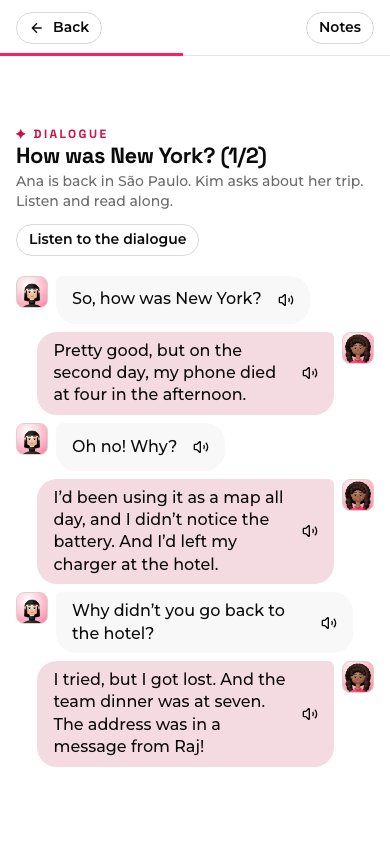 Back
Notes
DIALOGUE
How was New York? (1/2)
Ana is back in São Paulo. Kim asks about her trip.
Listen and read along.
Listen to the dialogue
So, how was New York?
Pretty good, but on the
second day, my phone died
at four in the afternoon.
Oh no! Why?
I’d been using it as a map all
day, and I didn’t notice the
battery. And I’d left my
charger at the hotel.
Why didn’t you go back to
the hotel?
I tried, but I got lost. And the
team dinner was at seven.
The address was in a
message from Raj!